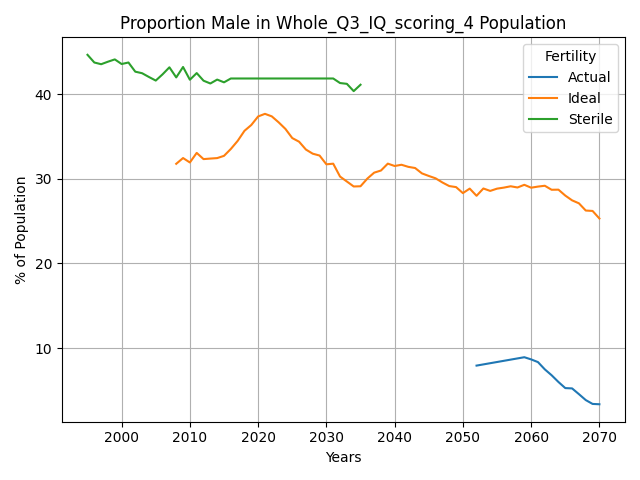 Proportion Male in Whole_Q3_IQ_scoring_4 Population
Fertility
Actual
Ideal
Sterile
% of Population
40
30
20
10
2000 2010 2020 2030 2040 2050 2060 2070
Years